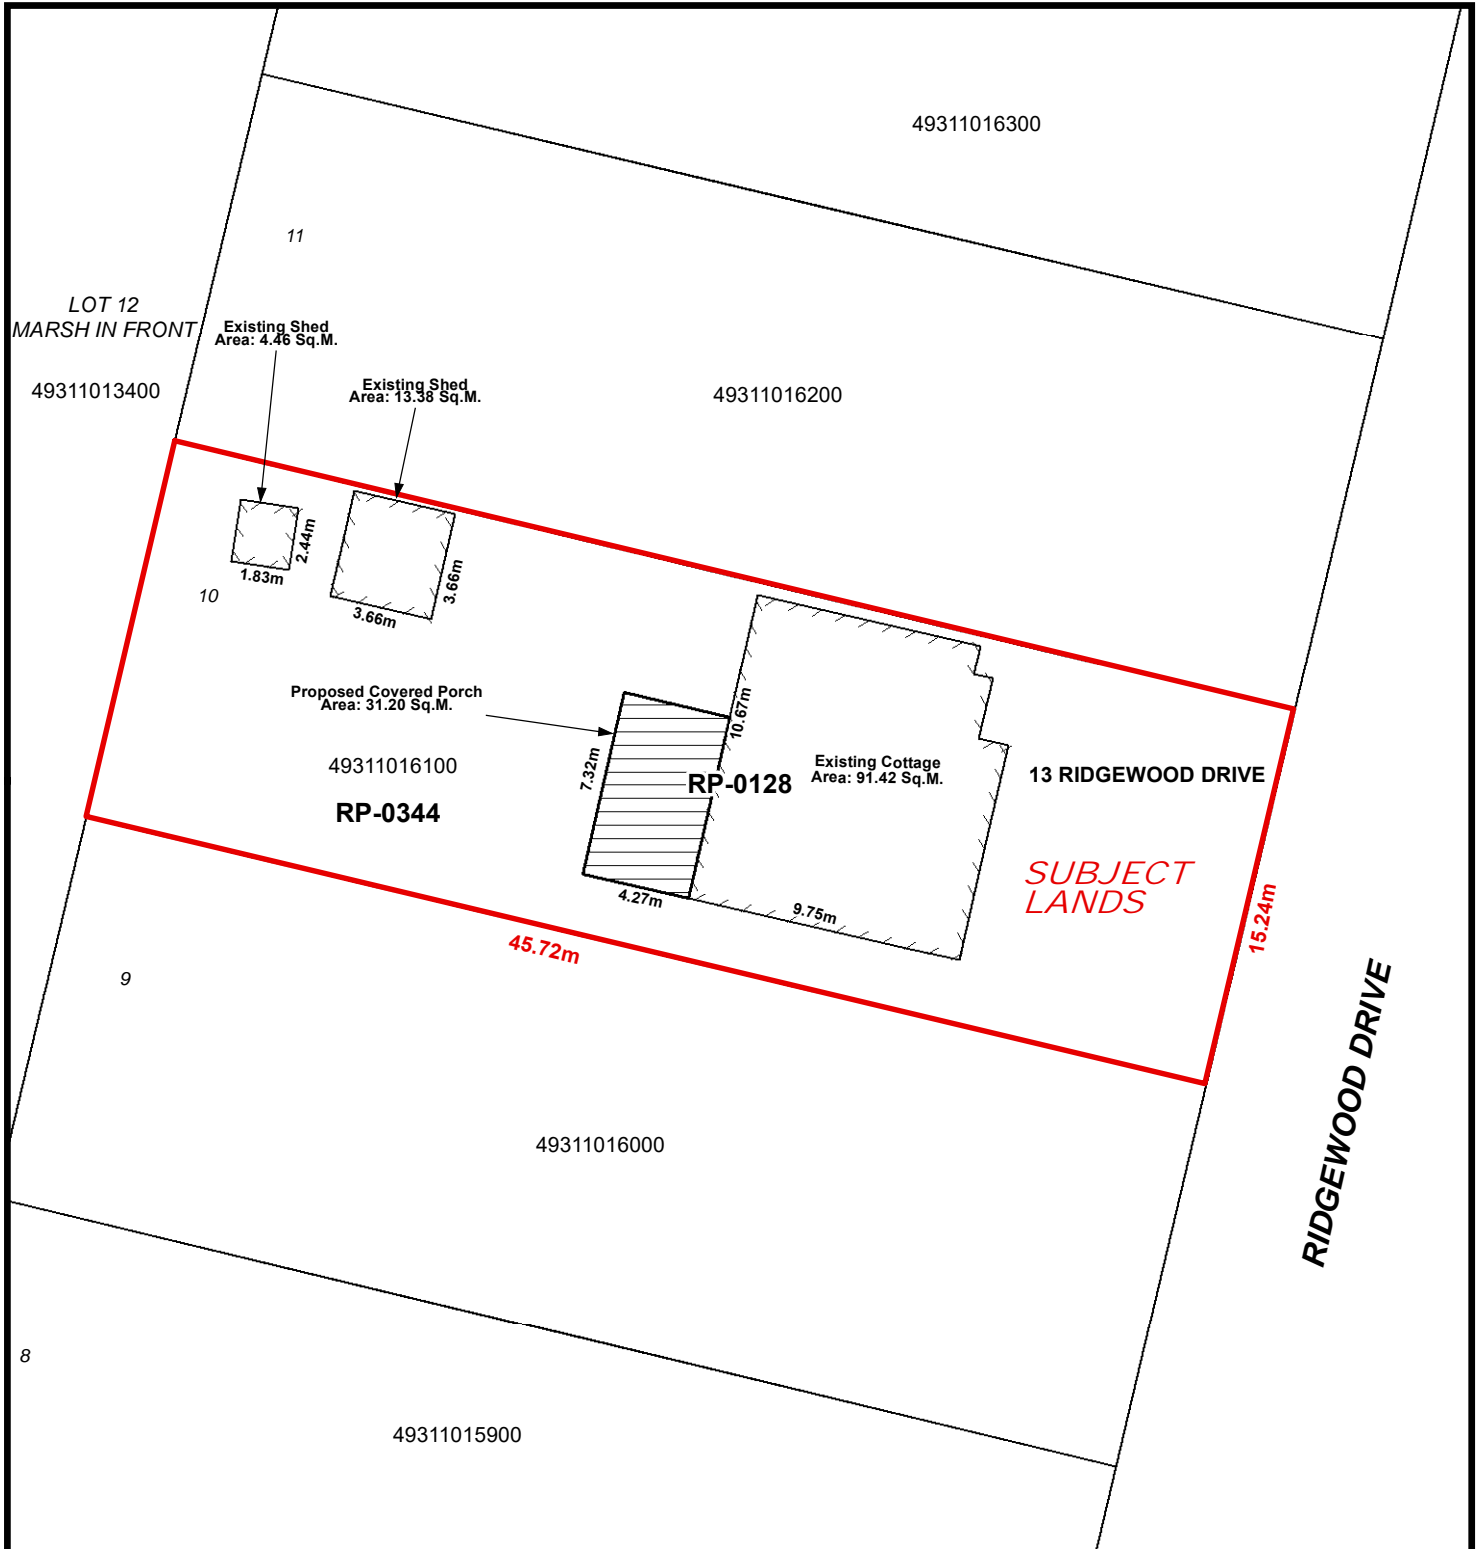 49311016300
11
LOT 12
MARSH IN FRONT
Existing Shed
Area: 4.46 Sq.M.
49311013400
Existing Shed
Area: 13.38 Sq.M.
49311016200
2.44m
1.83m
3.66m
3.66m
10
Proposed Covered Porch
Area: 31.20 Sq.M.
10.67m
7.32m
49311016100
RP-0344
RP-0128
Existing Cottage
Area: 91.42 Sq.M.
13 RIDGEWOOD DRIVE
SUBJECT
LANDS
4.27m
9.75m
15.24m
45.72m
9
RIDGEWOOD DRIVE
49311016000
8
49311015900